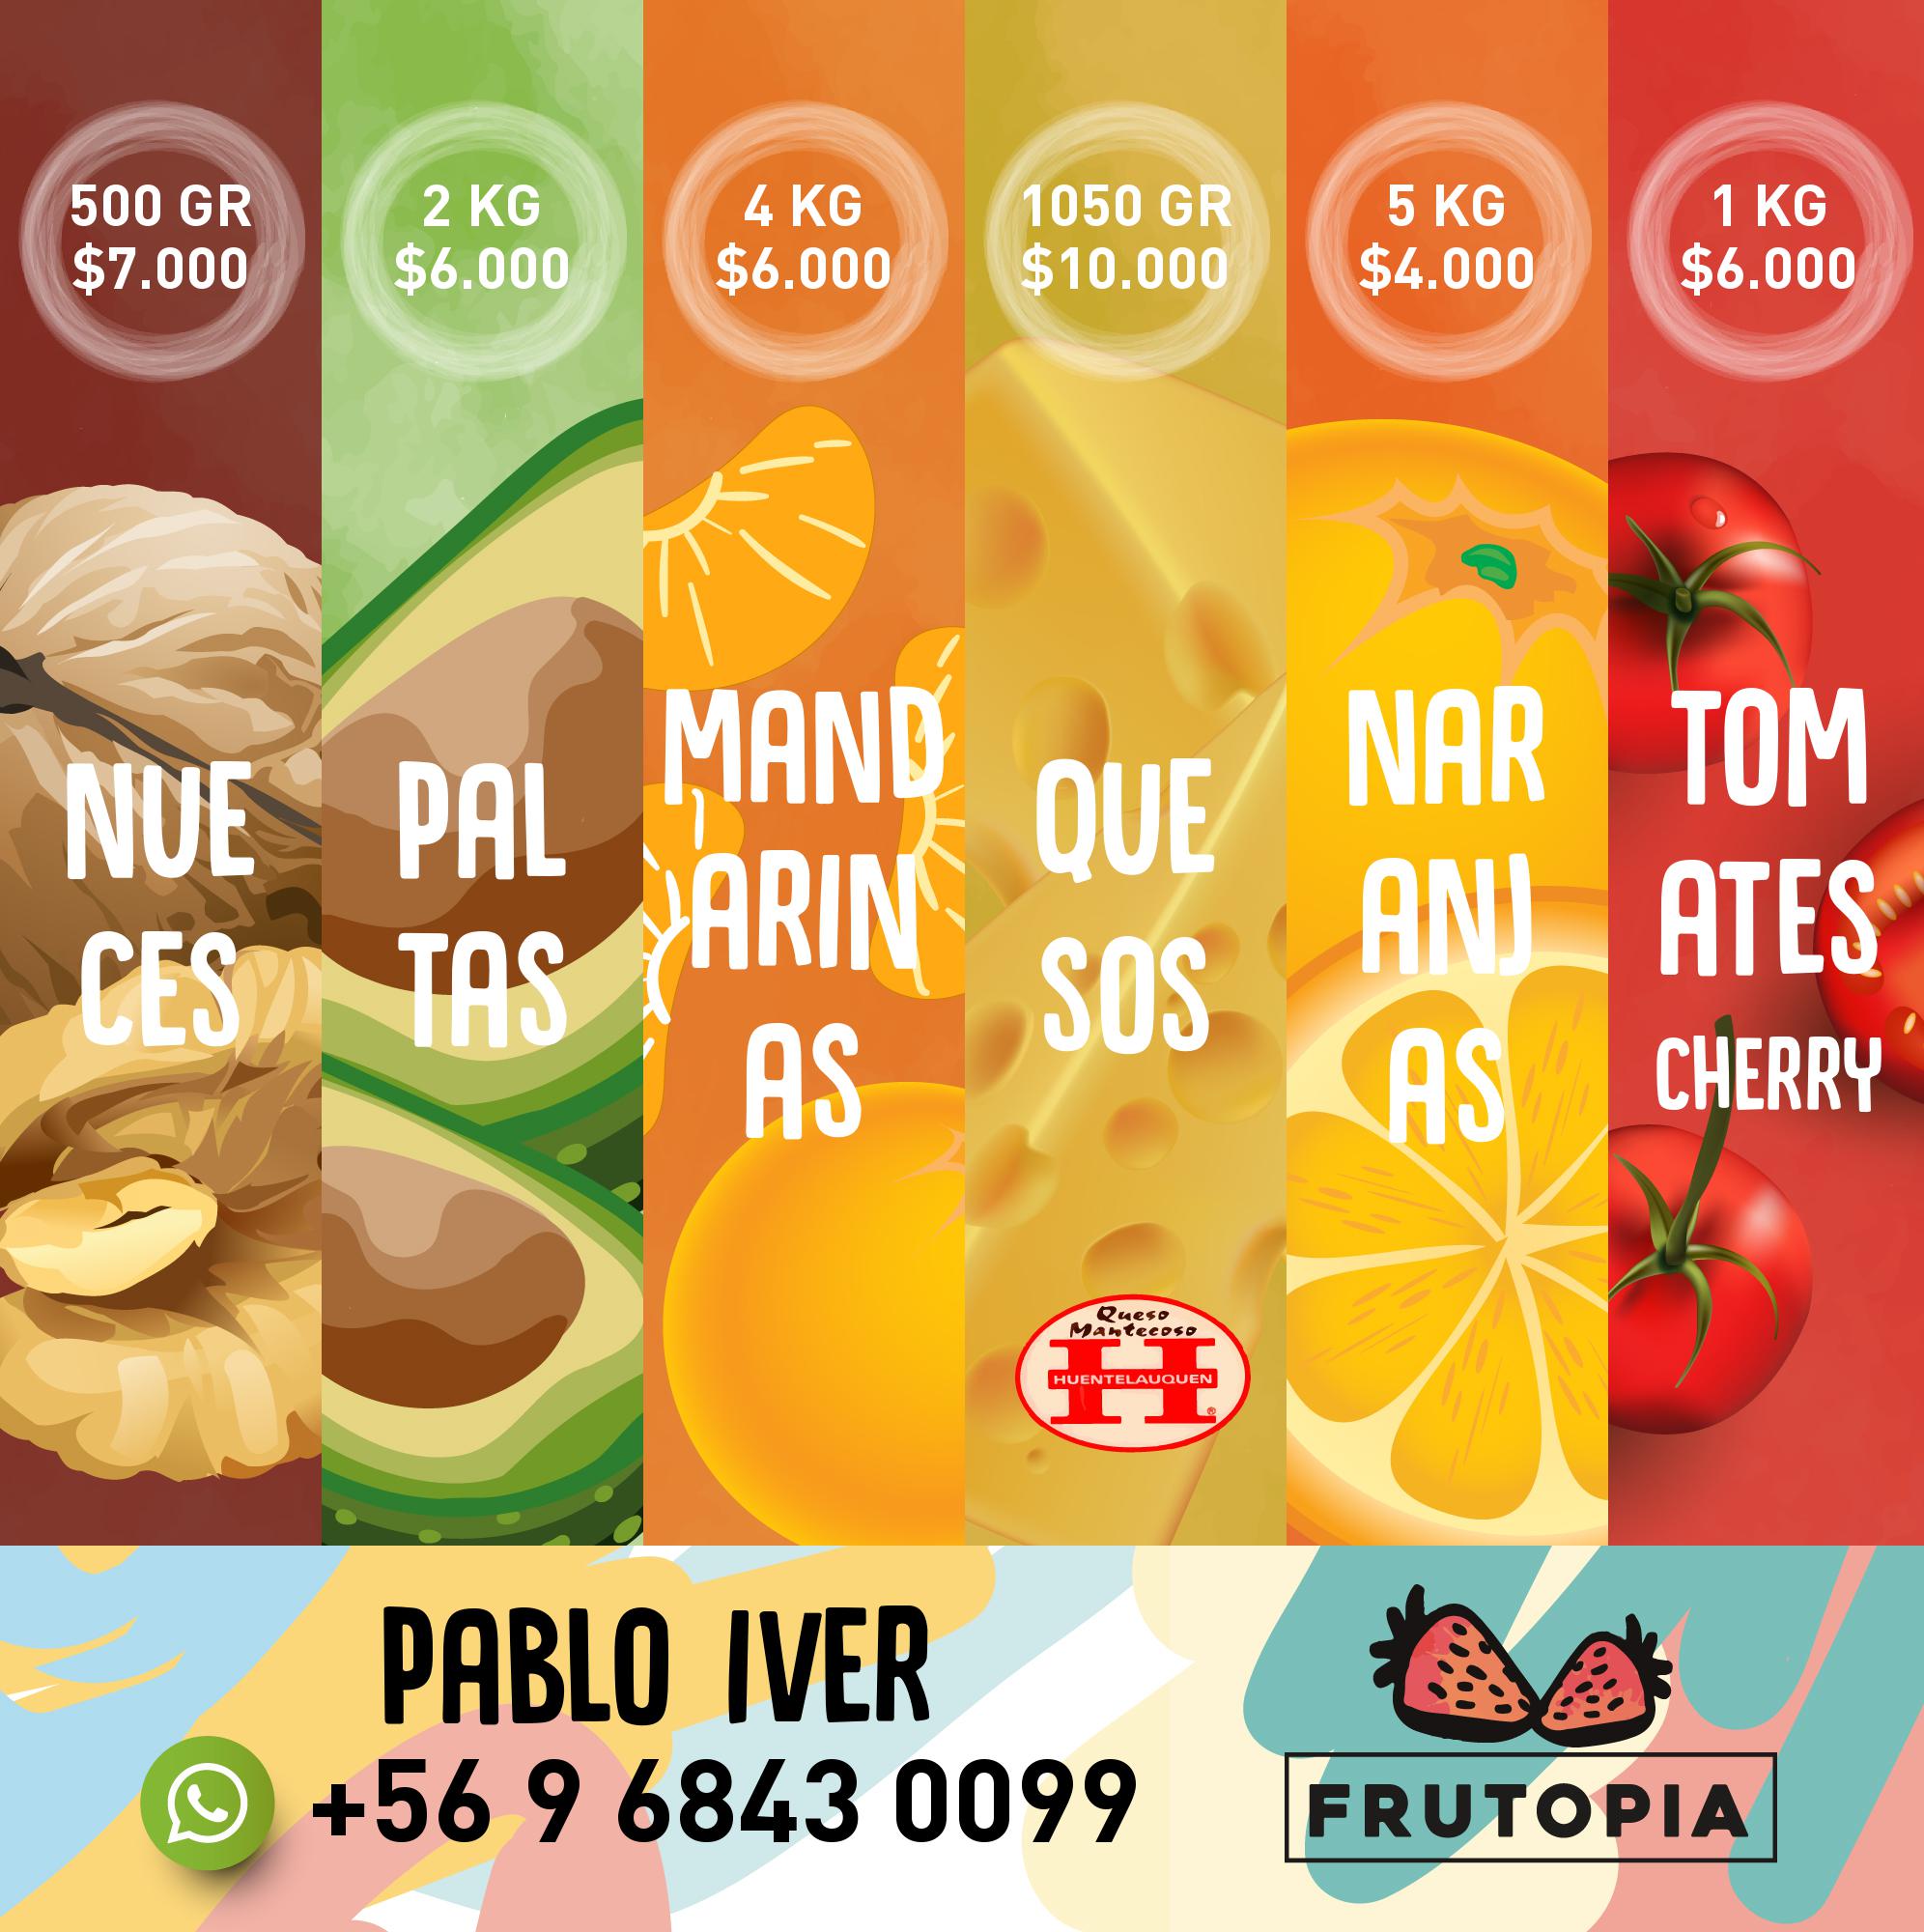 500 GR
$7.000
NUE
CES
2 KG
$6.000
PAL
TAS
4 KG
$6.000
MAND
ARIN
AS
1050 GR
$10.000
QUE
SOS
Queso
Mantecoso
H
HUENTELAUQUEN
®
5 KG
$4.000
NAR
ANJ
AS
1 KG
$6.000
TOM
ATES
CHERRY
PABLO IVER
+56 9 6843 0099
FRUTOPIA